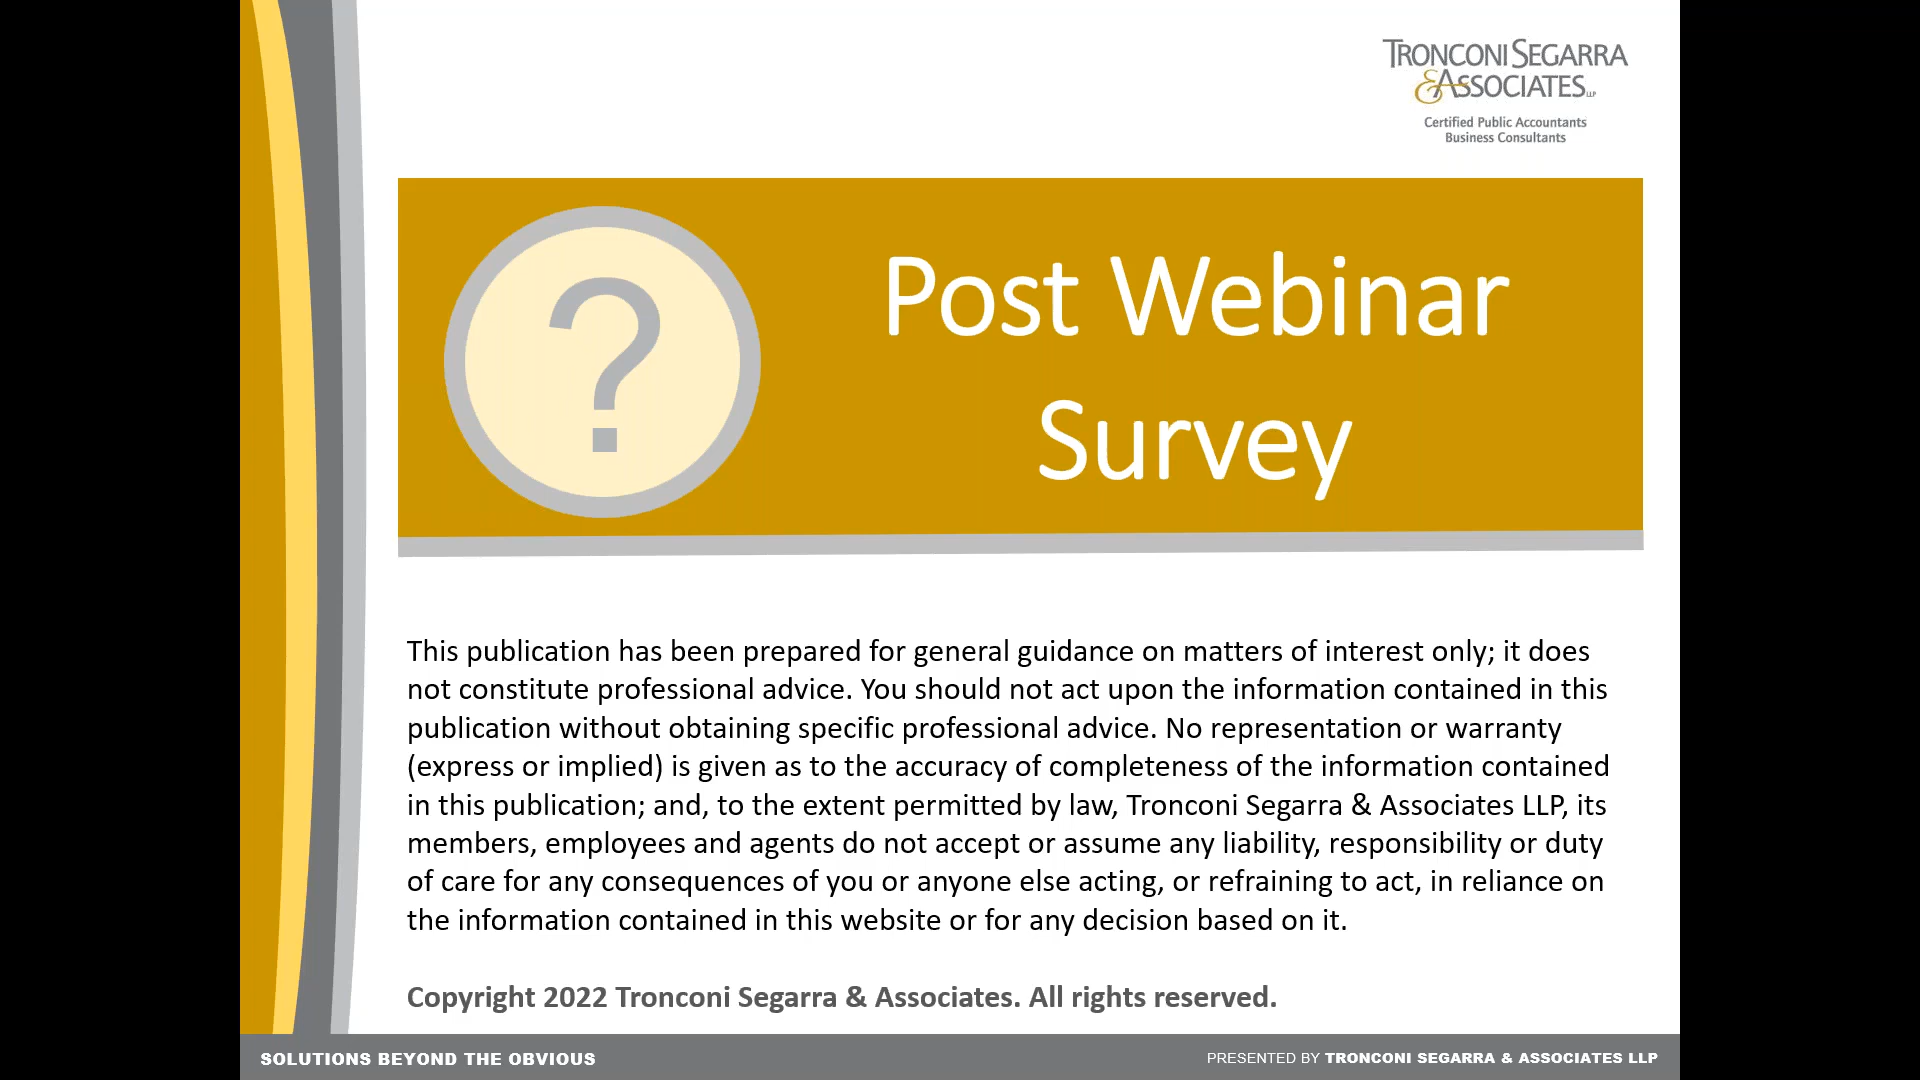 TRONCONI SEGARRA
& ASSOCIATES LLP
Certified Public Accountants
Business Consultants
?
Post Webinar
Survey
This publication has been prepared for general guidance on matters of interest only; it does
not constitute professional advice. You should not act upon the information contained in this
publication without obtaining specific professional advice. No representation or warranty
(express or implied) is given as to the accuracy of completeness of the information contained
in this publication; and, to the extent permitted by law, Tronconi Segarra & Associates LLP, its
members, employees and agents do not accept or assume any liability, responsibility or duty
of care for any consequences of you or anyone else acting, or refraining to act, in reliance on
the information contained in this website or for any decision based on it.
Copyright 2022 Tronconi Segarra & Associates. All rights reserved.
SOLUTIONS BEYOND THE OBVIOUS
PRESENTED BY TRONCONI SEGARRA & ASSOCIATES LLP